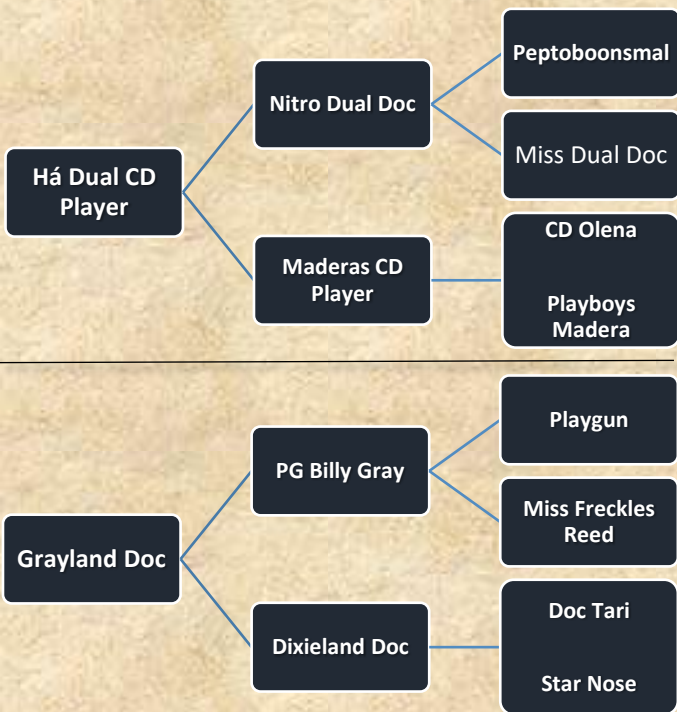 Peptoboonsmal
Nitro Dual Doc
Miss Dual Doc
Há Dual CD
Player
CD Olena
Maderas CD
Player
Playboys
Madera
Playgun
PG Billy Gray
Miss Freckles
Reed
Grayland Doc
Doc Tari
Dixieland Doc
Star Nose